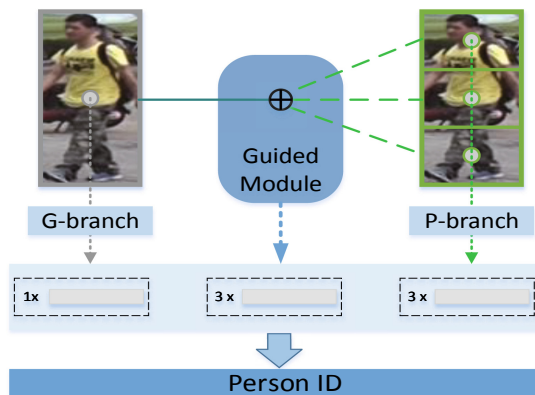 Guided
Module
G-branch
P-branch
1x
3 x
3 x
Person ID